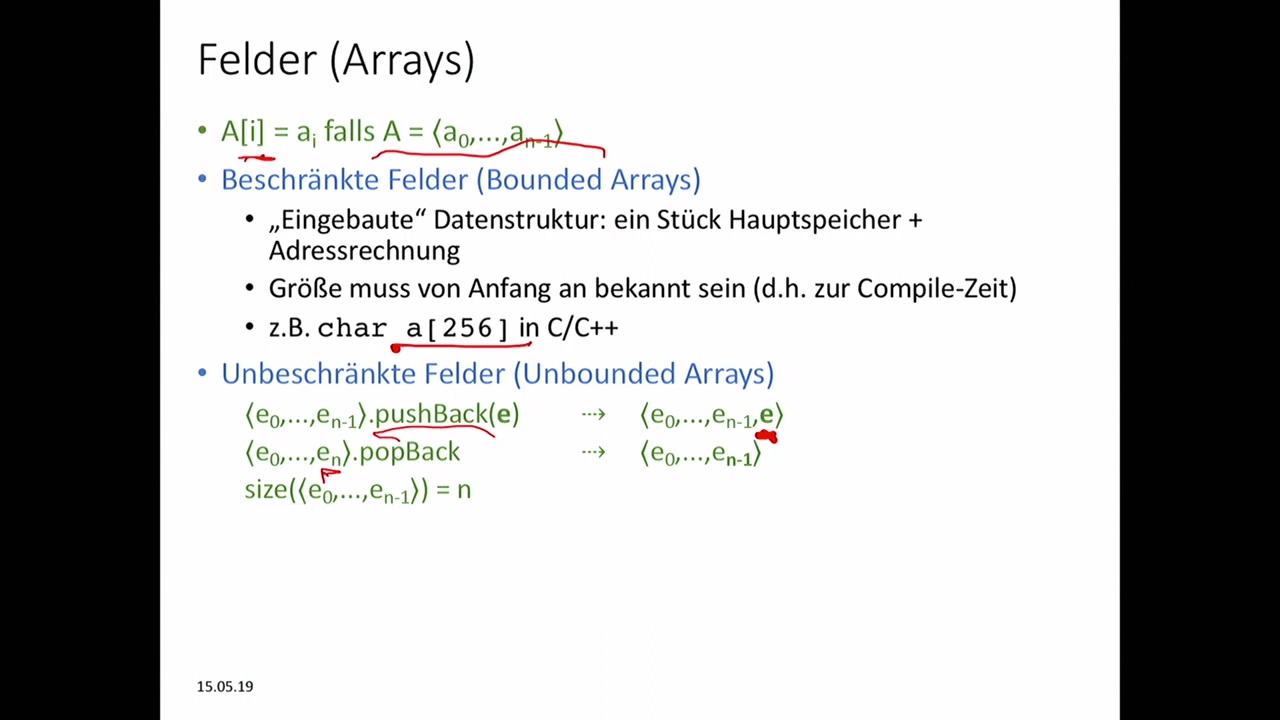 Felder (Arrays)
• A[i] = aᵢ falls A = ⟨a₀,...,aₙ₋₁⟩
• Beschränkte Felder (Bounded Arrays)
• „Eingebaute“ Datenstruktur: ein Stück Hauptspeicher +
Adressrechnung
• Größe muss von Anfang an bekannt sein (d.h. zur Compile-Zeit)
• z.B. char a[256] in C/C++
• Unbeschränkte Felder (Unbounded Arrays)
⟨e₀,...,eₙ₋₁⟩.pushBack(e) ⇢ ⟨e₀,...,eₙ₋₁,e⟩
⟨e₀,...,eₙ⟩.popBack ⇢ ⟨e₀,...,eₙ₋₁⟩
size(⟨e₀,...,eₙ₋₁⟩) = n
15.05.19